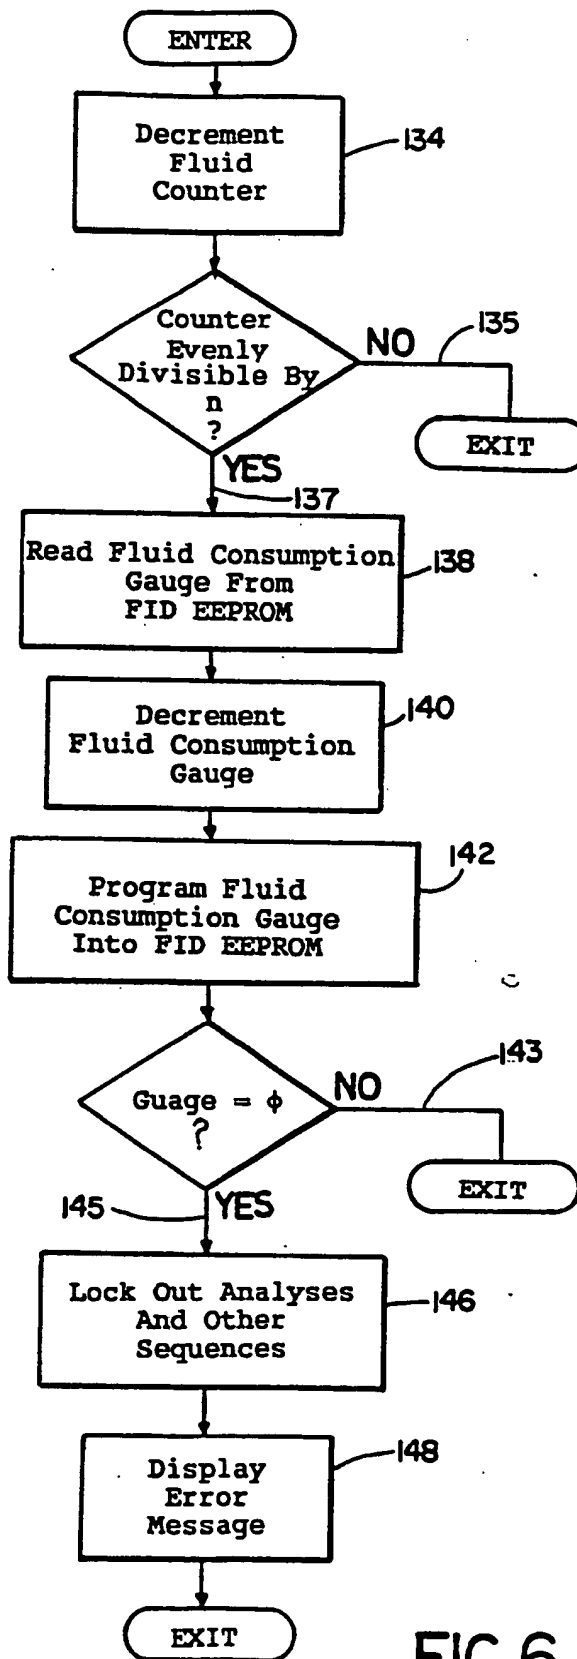 ENTER
Decrement
Fluid
Counter
134
Counter
Evenly
Divisible By
n
?
NO
135
EXIT
YES
137
Read Fluid Consumption
Gauge From
FID EEPROM
138
Decrement
Fluid Consumption
Gauge
140
Program Fluid
Consumption Gauge
Into FID EEPROM
142
Guage = ϕ
?
NO
143
EXIT
145
YES
Lock Out Analyses
And Other
Sequences
146
Display
Error
Message
148
EXIT
FIG 6